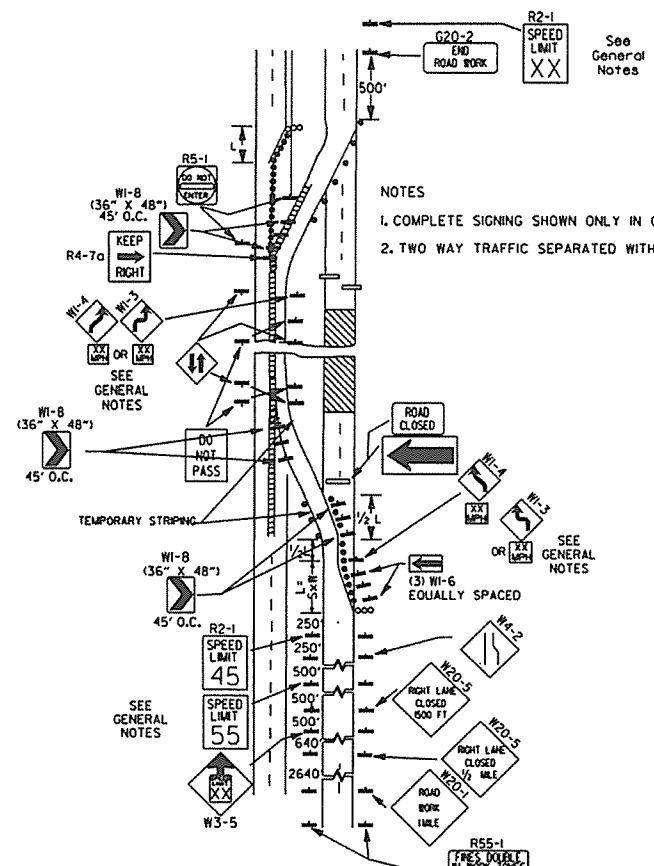 R2-1
SPEED
LIMIT
XX
See
General
Notes
G20-2
END
ROAD WORK
500'
L
R5-1
DO NOT
ENTER
W1-8
(36" X 48")
45' O.C.
R4-7a
KEEP
RIGHT
NOTES
1. COMPLETE SIGNING SHOWN ONLY IN
2. TWO WAY TRAFFIC SEPARATED WITH
W1-4
W1-3
XX
MPH
OR
XX
MPH
SEE
GENERAL
NOTES
W1-8
(36" X 48")
45' O.C.
DO
NOT
PASS
ROAD
CLOSED
W1-4
XX
MPH
W1-3
OR
XX
MPH
SEE
GENERAL
NOTES
TEMPORARY STRIPING
1/2 L
1/2 L
L=
SxW
W1-8
(36" X 48")
45' O.C.
(3) W1-6
EQUALLY SPACED
R2-1
SPEED
LIMIT
45
250'
250'
500'
500'
500'
640'
2640'
W4-2
SEE
GENERAL
NOTES
SPEED
LIMIT
55
W20-5
RIGHT LANE
CLOSED
1500 FT
W20-5
RIGHT LANE
CLOSED
1/2 MILE
XX
W3-5
W20-1
ROAD
WORK
1 MILE
R55-1
FINES DOUBLE